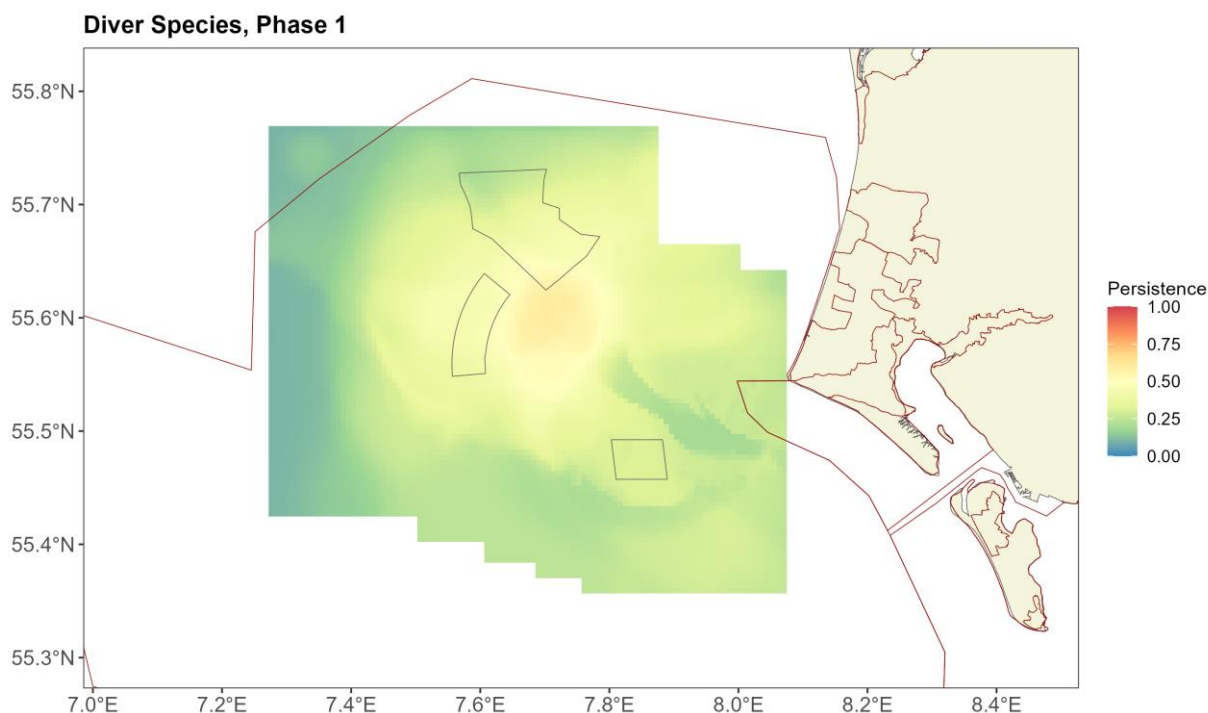 Diver Species, Phase 1
55.8°N
55.7°N
55.6°N
55.5°N
55.4°N
55.3°N
7.0°E 7.2°E 7.4°E 7.6°E 7.8°E 8.0°E 8.2°E 8.4°E
Persistence
1.00
0.75
0.50
0.25
0.00